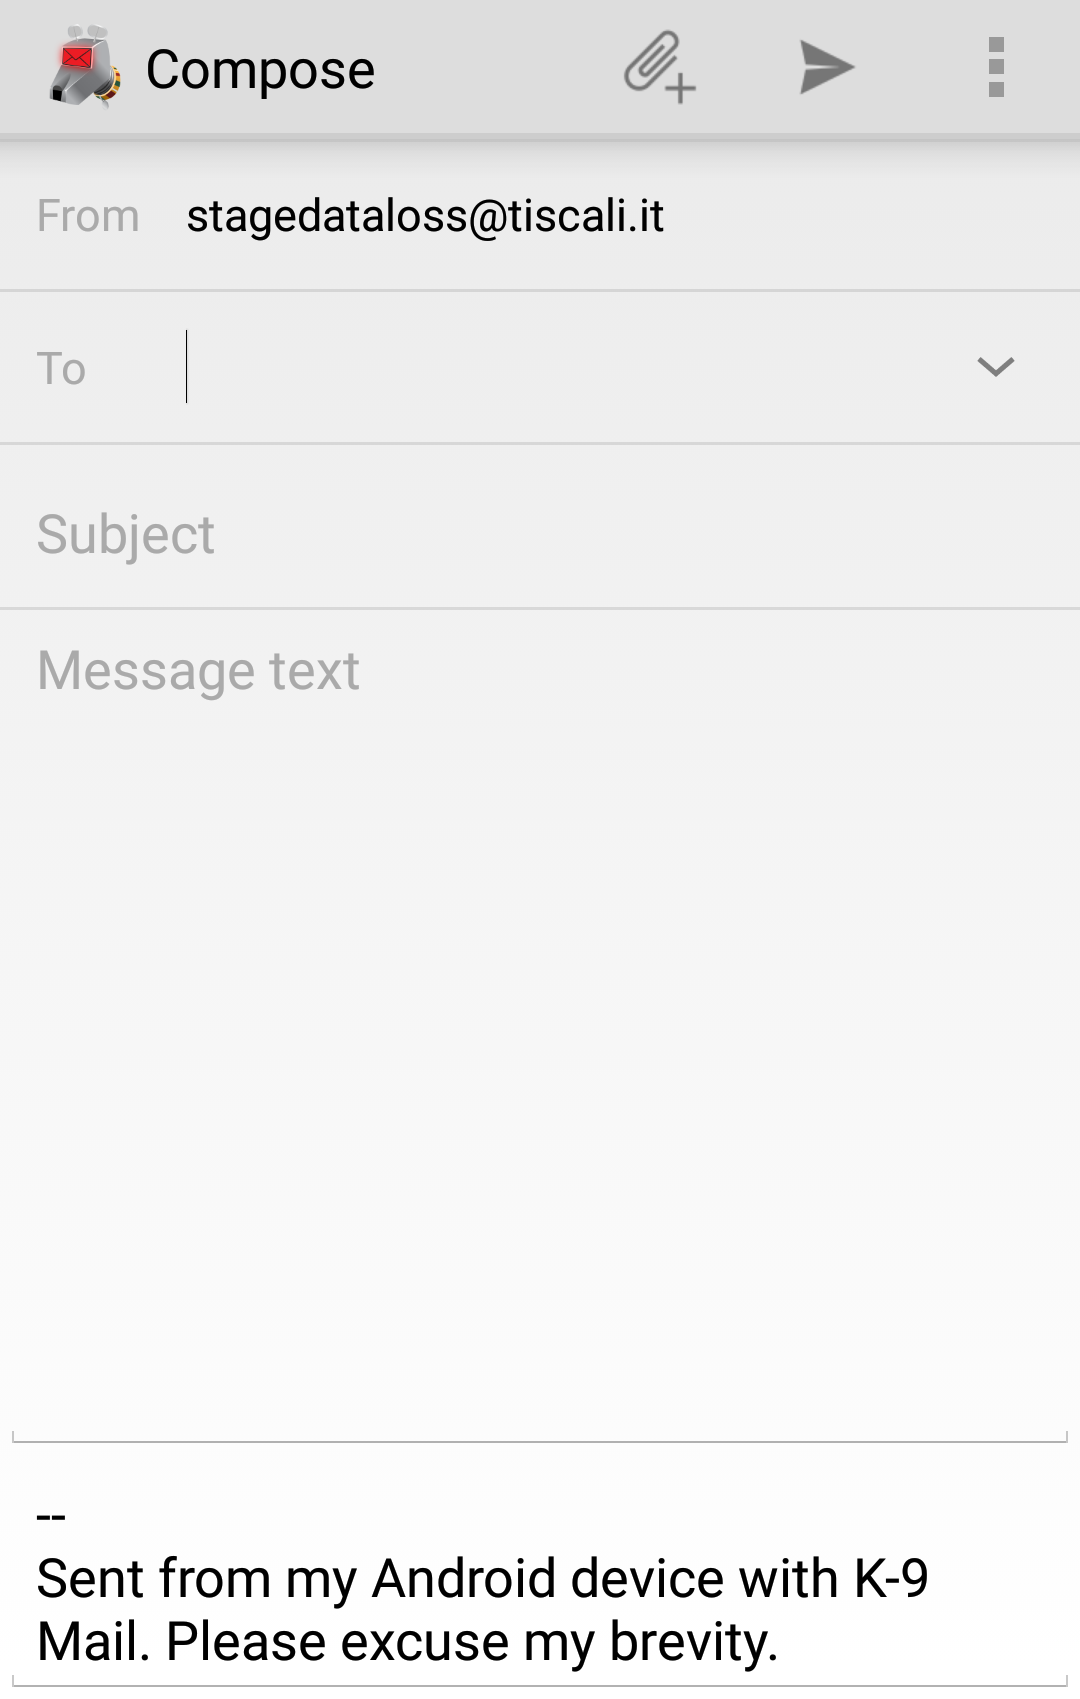 Compose
From stagedataloss@tiscali.it
To
Subject
Message text
--
Sent from my Android device with K-9
Mail. Please excuse my brevity.